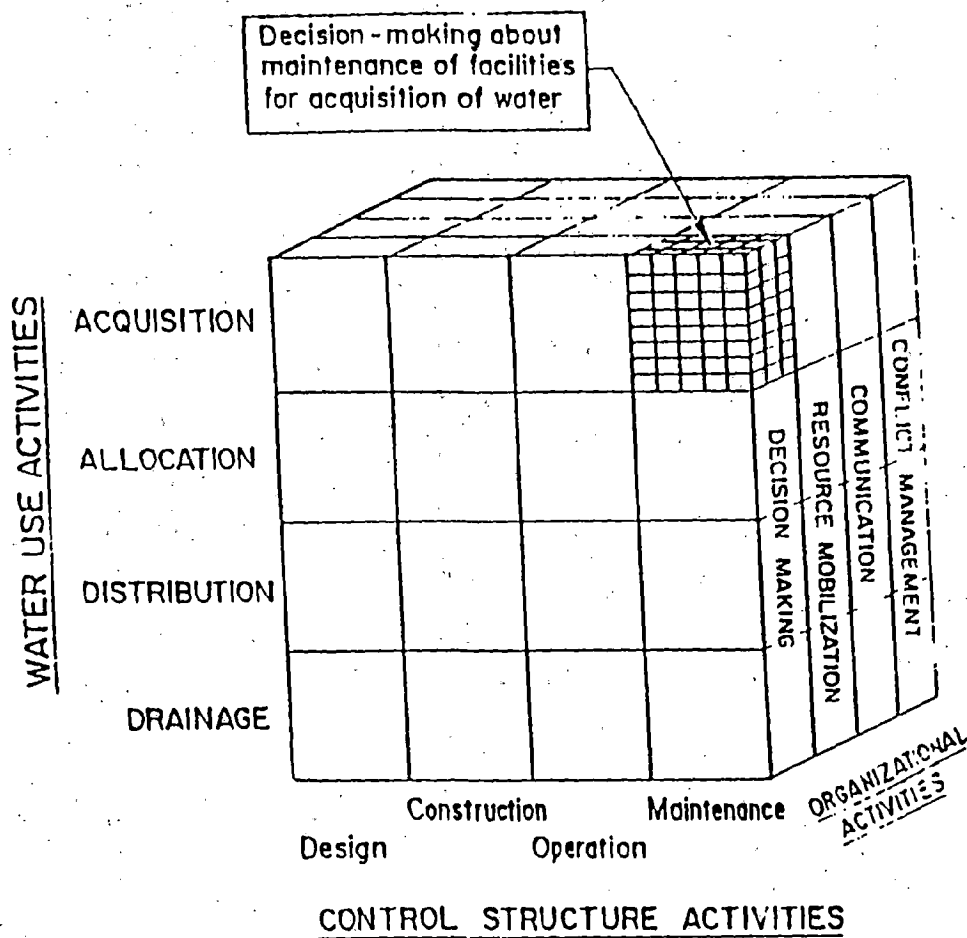 Decision-making about
maintenance of facilities
for acquisition of water
WATER USE ACTIVITIES
ACQUISITION
ALLOCATION
DISTRIBUTION
DRAINAGE
DECISION MAKING
RESOURCE MOBILIZATION
COMMUNICATION
CONFLICT MANAGEMENT
ORGANIZATIONAL
ACTIVITIES
Construction
Maintenance
Design
Operation
CONTROL STRUCTURE ACTIVITIES